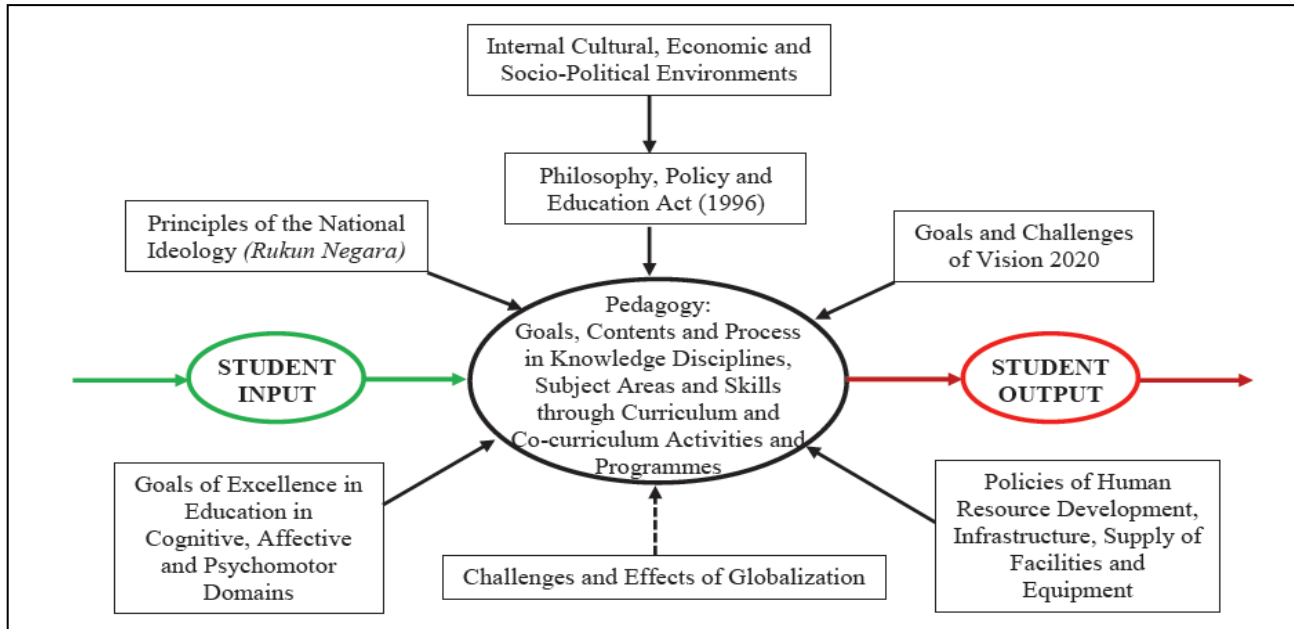 Internal Cultural, Economic and
Socio-Political Environments
Philosophy, Policy and
Education Act (1996)
Principles of the National
Ideology (Rukun Negara)
Goals and Challenges
of Vision 2020
Pedagogy:
Goals, Contents and Process
in Knowledge Disciplines,
Subject Areas and Skills
through Curriculum and
Co-curriculum Activities and
Programmes
STUDENT
INPUT
STUDENT
OUTPUT
Goals of Excellence in
Education in
Cognitive, Affective
and Psychomotor
Domains
Challenges and Effects of Globalization
Policies of Human
Resource Development,
Infrastructure, Supply of
Facilities and
Equipment